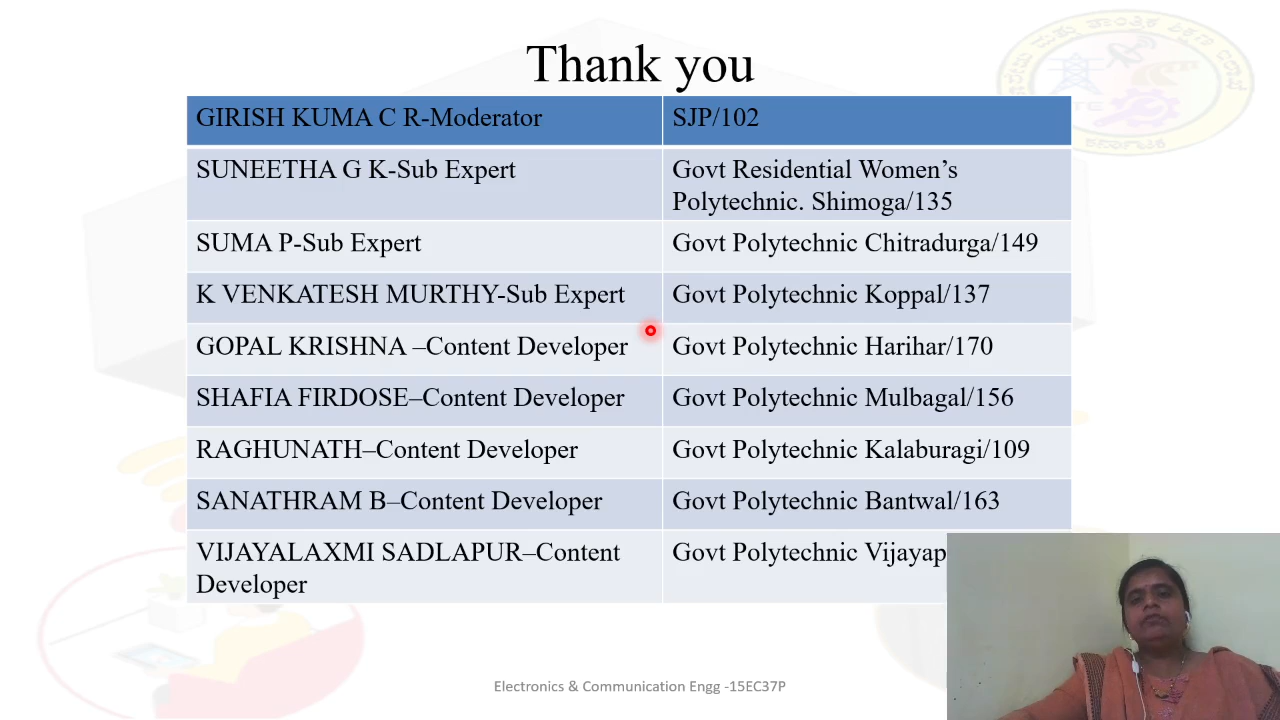 Thank you
GIRISH KUMA C R-Moderator
SJP/102
SUNEETHA G K-Sub Expert
Govt Residential Women’s
Polytechnic. Shimoga/135
SUMA P-Sub Expert
Govt Polytechnic Chitradurga/149
K VENKATESH MURTHY-Sub Expert
Govt Polytechnic Koppal/137
GOPAL KRISHNA –Content Developer
Govt Polytechnic Harihar/170
SHAFIA FIRDOSE–Content Developer
Govt Polytechnic Mulbagal/156
RAGHUNATH–Content Developer
Govt Polytechnic Kalaburagi/109
SANATHRAM B–Content Developer
Govt Polytechnic Bantwal/163
VIJAYALAXMI SADLAPUR–Content
Developer
Govt Polytechnic Vijayap
Electronics & Communication Engg -15EC37P